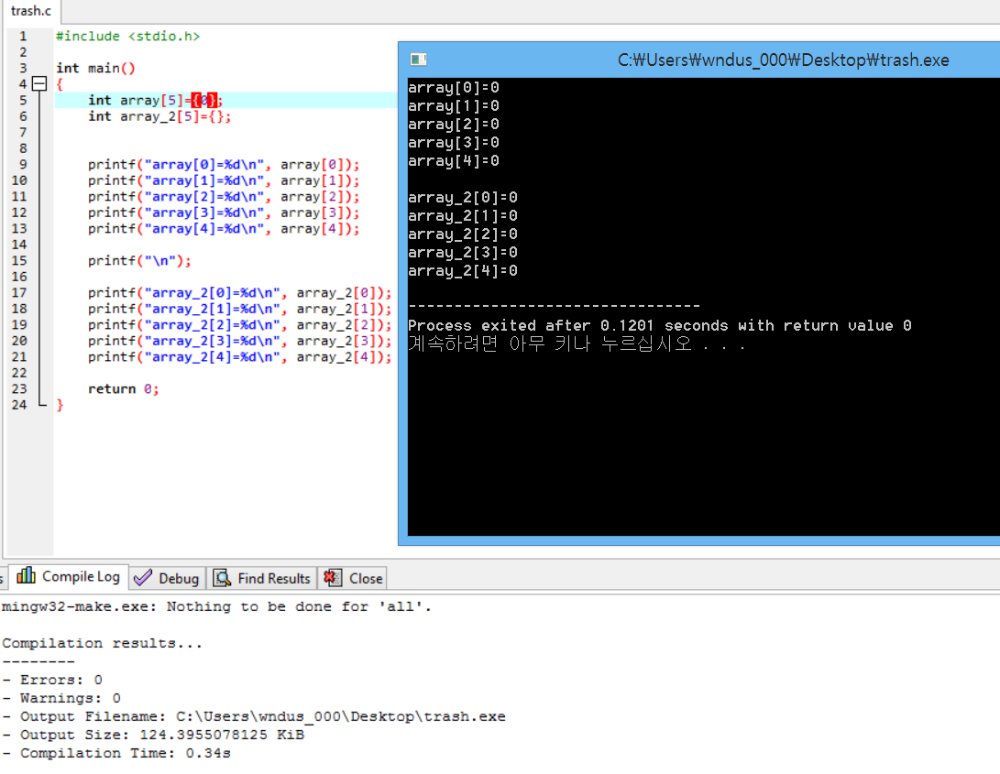 trash.c
1 #include <stdio.h>
2
3 int main()
4 {
5 int array[5]={0};
6 int array_2[5]={};
7
8
9 printf("array[0]=%d\n", array[0]);
10 printf("array[1]=%d\n", array[1]);
11 printf("array[2]=%d\n", array[2]);
12 printf("array[3]=%d\n", array[3]);
13 printf("array[4]=%d\n", array[4]);
14
15 printf("\n");
16
17 printf("array_2[0]=%d\n", array_2[0]);
18 printf("array_2[1]=%d\n", array_2[1]);
19 printf("array_2[2]=%d\n", array_2[2]);
20 printf("array_2[3]=%d\n", array_2[3]);
21 printf("array_2[4]=%d\n", array_2[4]);
22
23 return 0;
24 }
C:₩Users₩wndus_000₩Desktop₩trash.exe
array[0]=0
array[1]=0
array[2]=0
array[3]=0
array[4]=0
array_2[0]=0
array_2[1]=0
array_2[2]=0
array_2[3]=0
array_2[4]=0
--------------------------------
Process exited after 0.1201 seconds with return value 0
계속하려면 아무 키나 누르십시오 . . .
s Compile Log Debug Find Results Close
mingw32-make.exe: Nothing to be done for 'all'.
Compilation results...
--------
- Errors: 0
- Warnings: 0
- Output Filename: C:\Users\wndus_000\Desktop\trash.exe
- Output Size: 124.3955078125 KiB
- Compilation Time: 0.34s